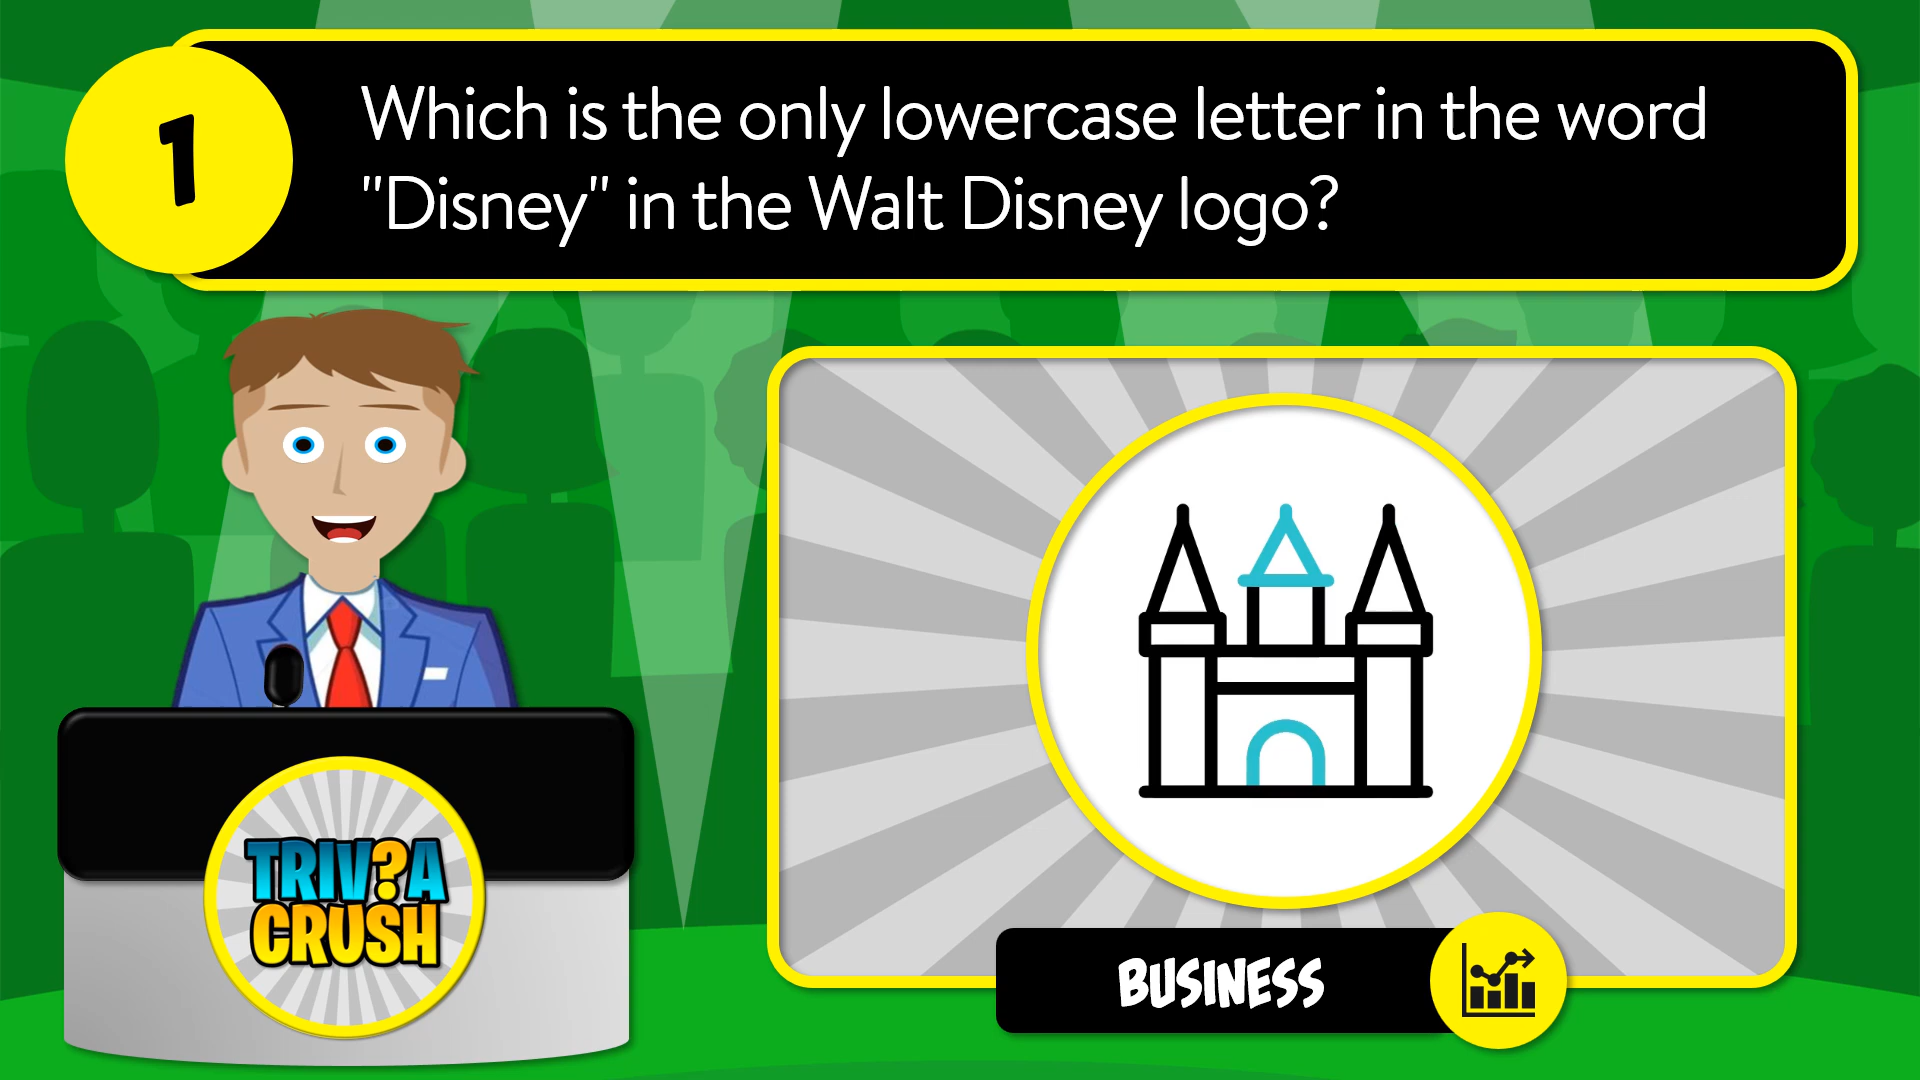 1
Which is the only lowercase letter in the word
"Disney" in the Walt Disney logo?
TRIV?A
CRUSH
BUSINESS